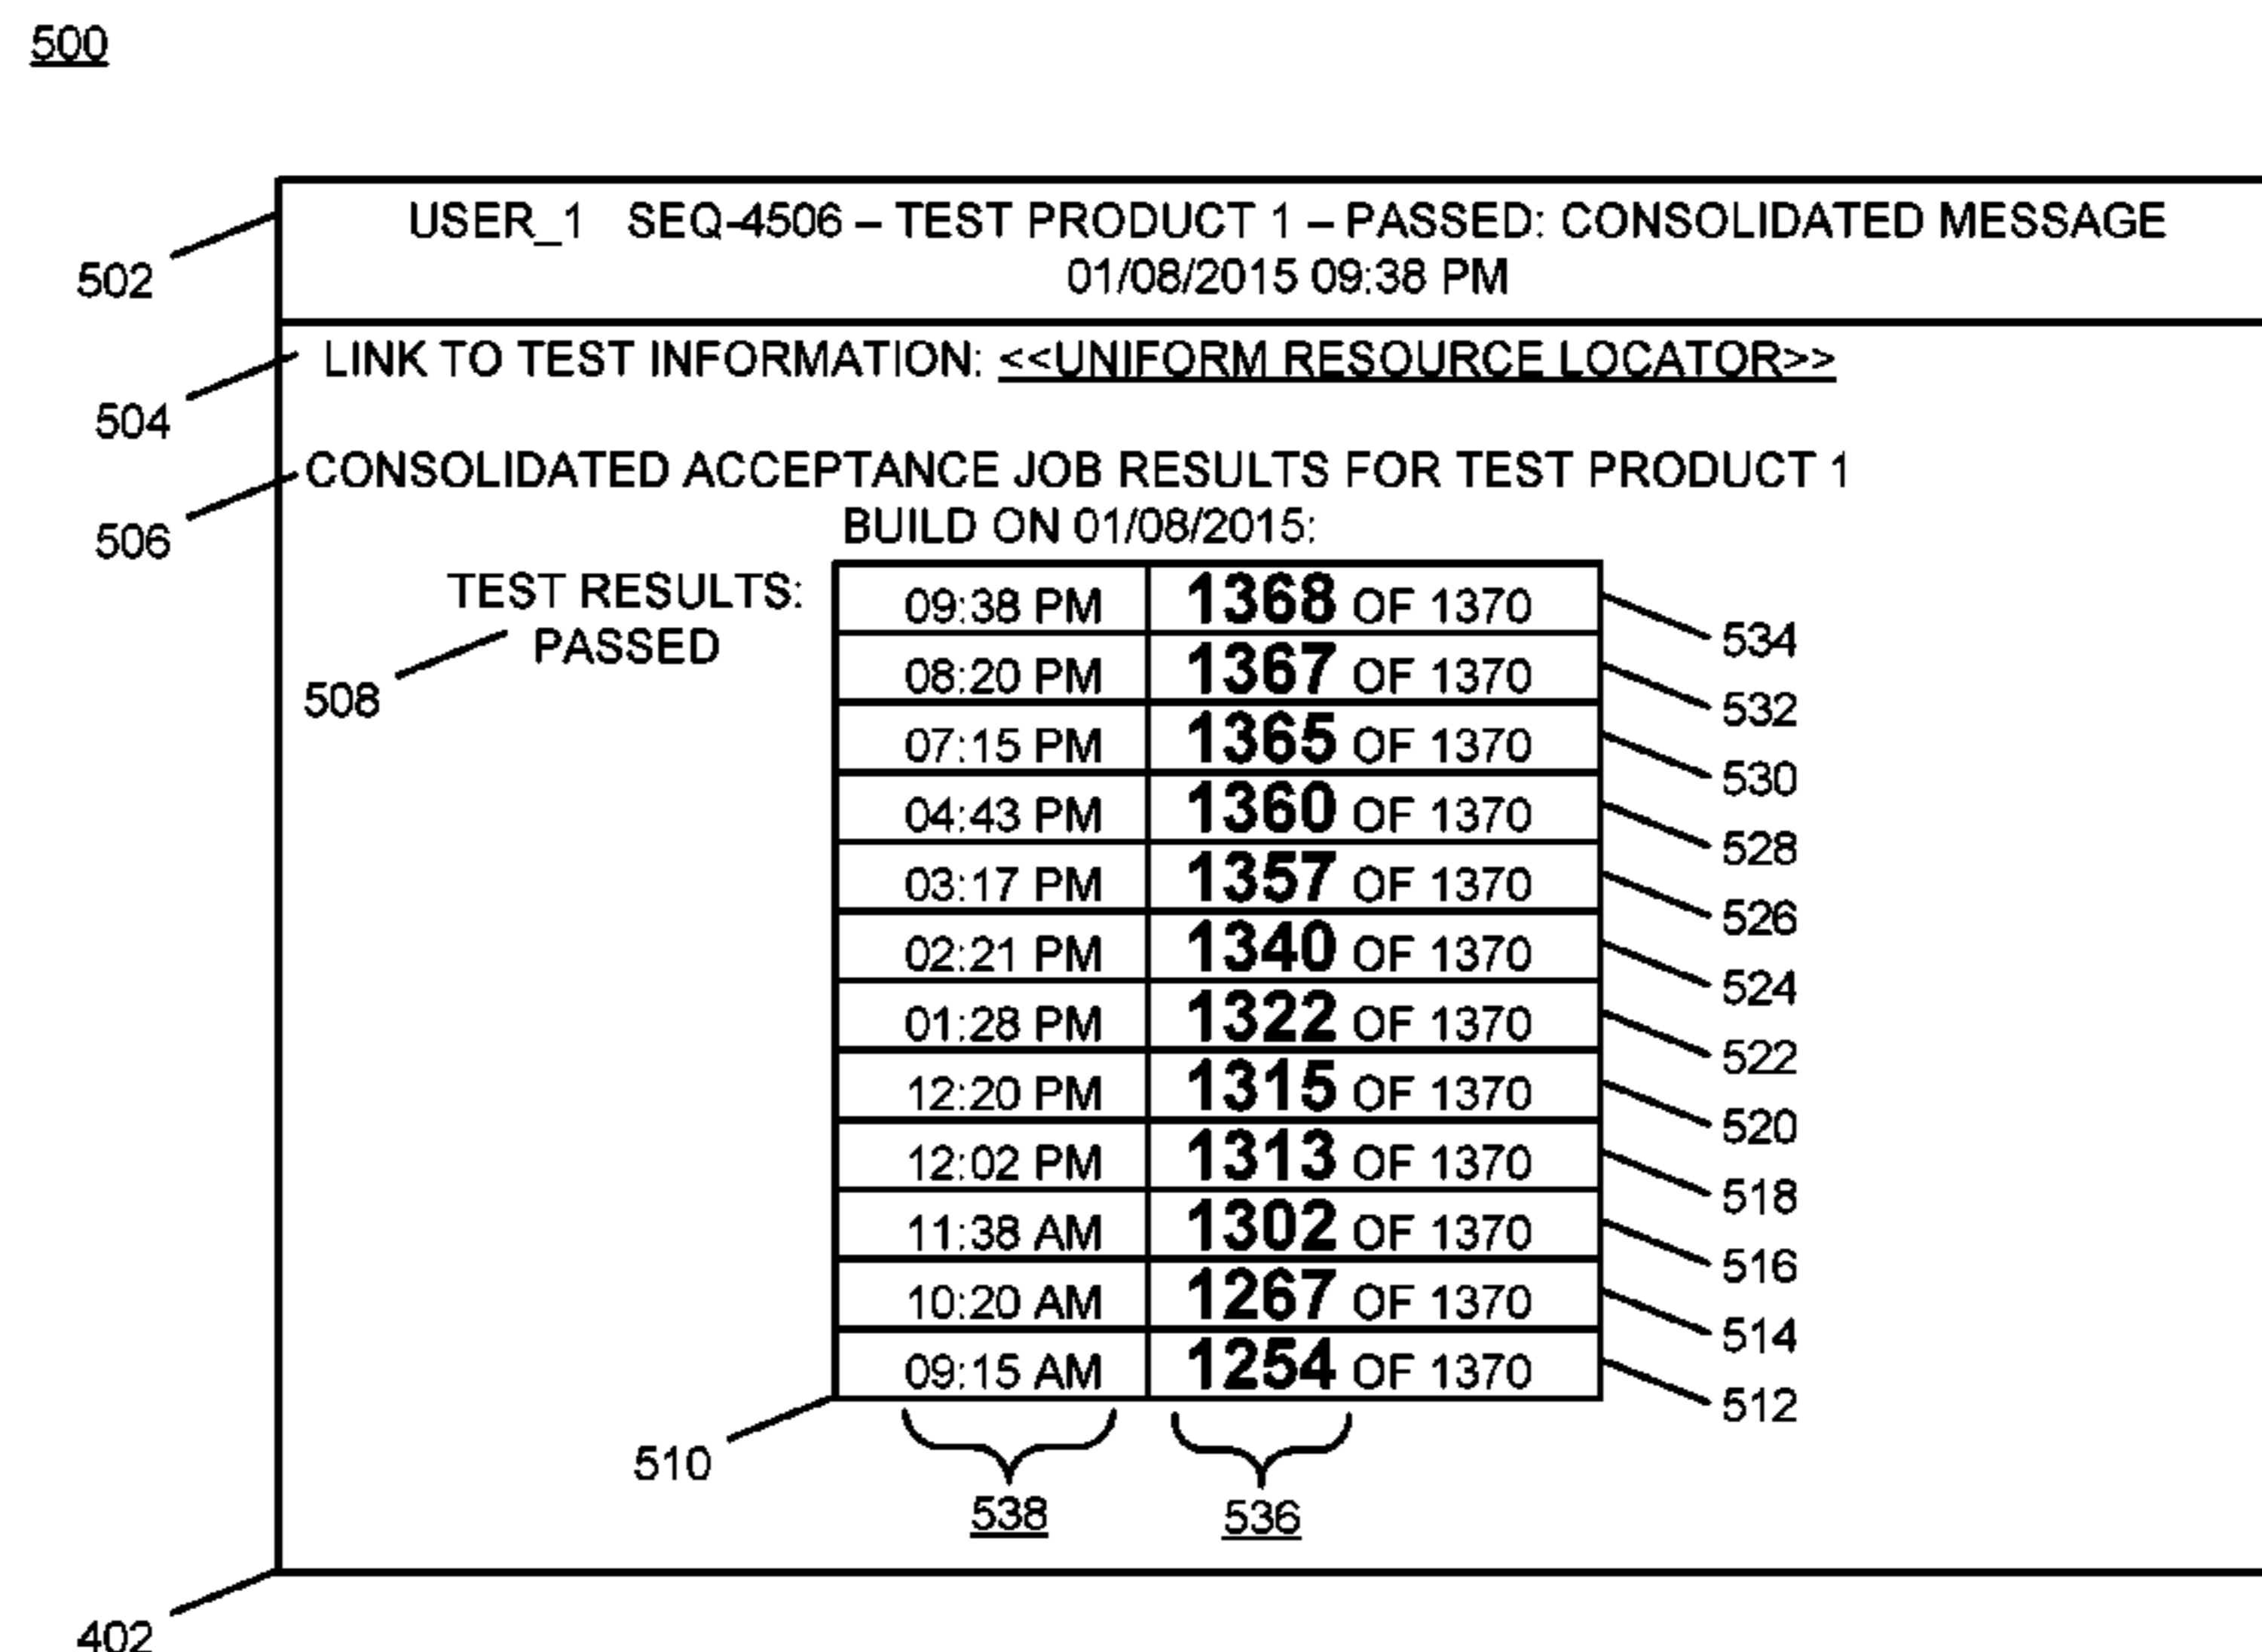 500
USER_1 SEQ-4506 – TEST PRODUCT 1 – PASSED: CONSOLIDATED MESSAGE
01/08/2015 09:38 PM
502
LINK TO TEST INFORMATION: <<UNIFORM RESOURCE LOCATOR>>
504
CONSOLIDATED ACCEPTANCE JOB RESULTS FOR TEST PRODUCT 1
506
BUILD ON 01/08/2015:
TEST RESULTS:
PASSED
508
09:38 PM 1368 OF 1370 534
08:20 PM 1367 OF 1370 532
07:15 PM 1365 OF 1370 530
04:43 PM 1360 OF 1370 528
03:17 PM 1357 OF 1370 526
02:21 PM 1340 OF 1370 524
01:28 PM 1322 OF 1370 522
12:20 PM 1315 OF 1370 520
12:02 PM 1313 OF 1370 518
11:38 AM 1302 OF 1370 516
10:20 AM 1267 OF 1370 514
09:15 AM 1254 OF 1370 512
510
538 536
402